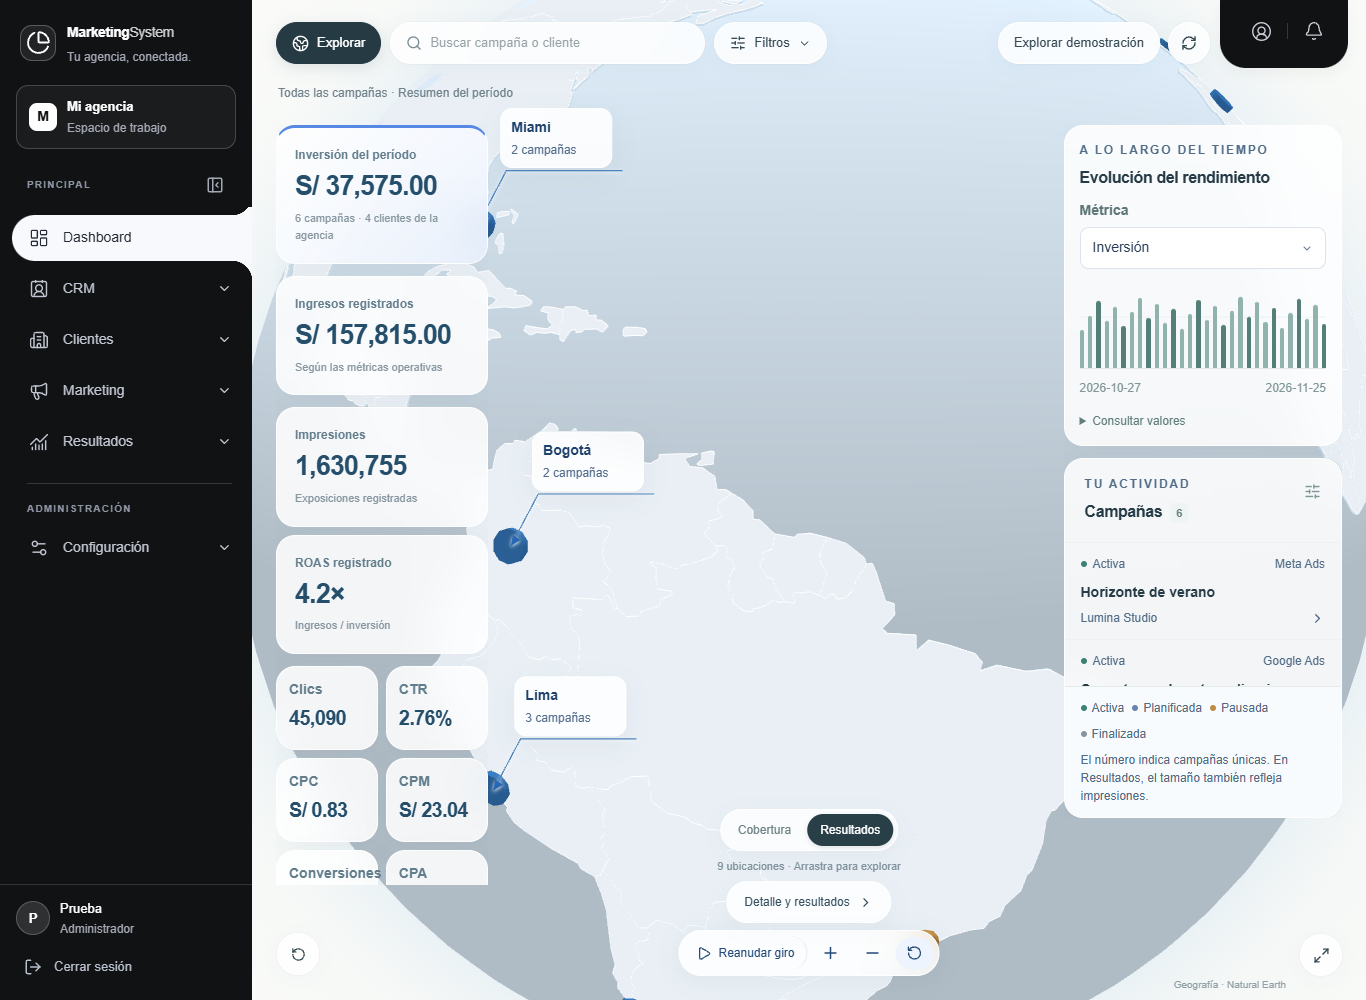 MarketingSystem
Tu agencia, conectada.
M
Mi agencia
Espacio de trabajo
PRINCIPAL
Dashboard
CRM
Clientes
Marketing
Resultados
ADMINISTRACIÓN
Configuración
P
Prueba
Administrador
Cerrar sesión
Explorar
Buscar campaña o cliente
Filtros
Explorar demostración
Todas las campañas · Resumen del período
Inversión del período
S/ 37,575.00
6 campañas · 4 clientes de la
agencia
Ingresos registrados
S/ 157,815.00
Según las métricas operativas
Impresiones
1,630,755
Exposiciones registradas
ROAS registrado
4.2×
Ingresos / inversión
Clics
45,090
CTR
2.76%
CPC
S/ 0.83
CPM
S/ 23.04
Conversiones
CPA
Miami
2 campañas
Bogotá
2 campañas
Lima
3 campañas
Cobertura
Resultados
9 ubicaciones · Arrastra para explorar
Detalle y resultados
Reanudar giro
A LO LARGO DEL TIEMPO
Evolución del rendimiento
Métrica
Inversión
2026-10-27
2026-11-25
Consultar valores
TU ACTIVIDAD
Campañas 6
Activa
Meta Ads
Horizonte de verano
Lumina Studio
Activa
Google Ads
Activa
Planificada
Pausada
Finalizada
El número indica campañas únicas. En
Resultados, el tamaño también refleja
impresiones.
Geografía · Natural Earth